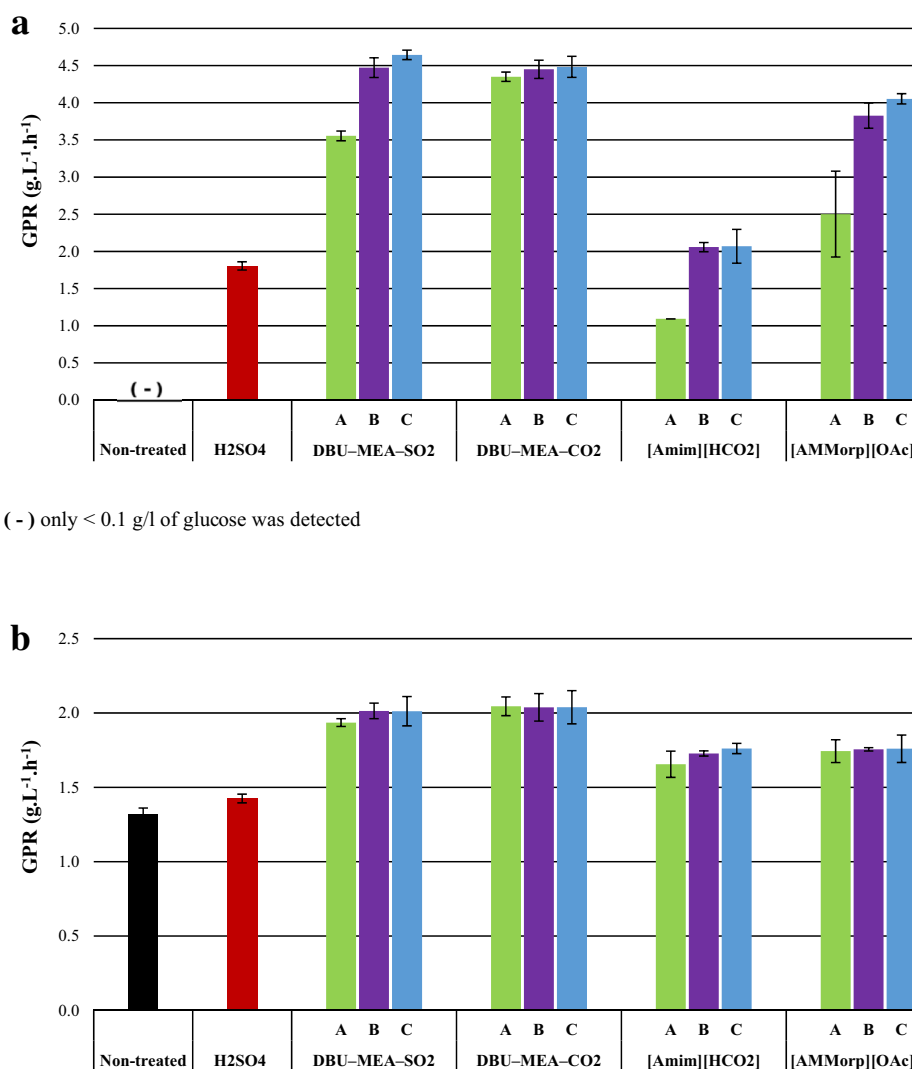 a
GPR (g.L-1.h-1)
5.0
4.5
4.0
3.5
3.0
2.5
2.0
1.5
1.0
0.5
0.0
( - )
A B C A B C A B C A B C
Non-treated H2SO4 DBU–MEA–SO2 DBU–MEA–CO2 [Amim][HCO2] [AMMorp][OAc]
( - ) only < 0.1 g/l of glucose was detected
b
GPR (g.L-1.h-1)
2.5
2.0
1.5
1.0
0.5
0.0
A B C A B C A B C A B C
Non-treated H2SO4 DBU–MEA–SO2 DBU–MEA–CO2 [Amim][HCO2] [AMMorp][OAc]